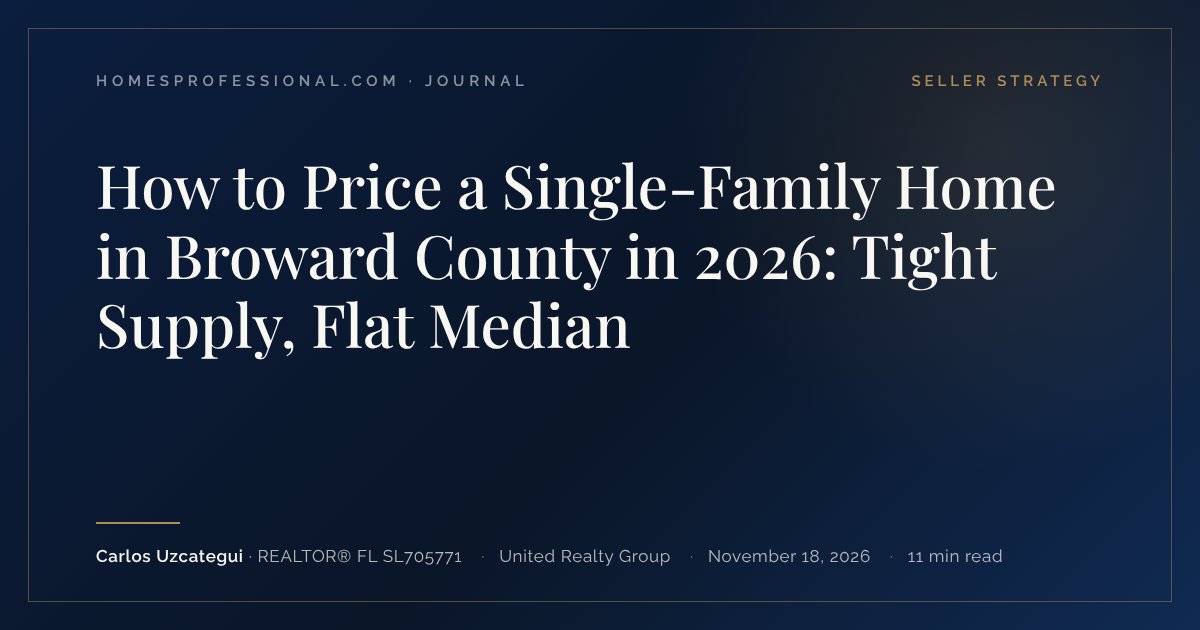 HOMESPROFESSIONAL.COM · JOURNAL
SELLER STRATEGY
How to Price a Single-Family Home
in Broward County in 2026: Tight
Supply, Flat Median
Carlos Uzcategui · REALTOR® FL SL705771 · United Realty Group · November 18, 2026 · 11 min read